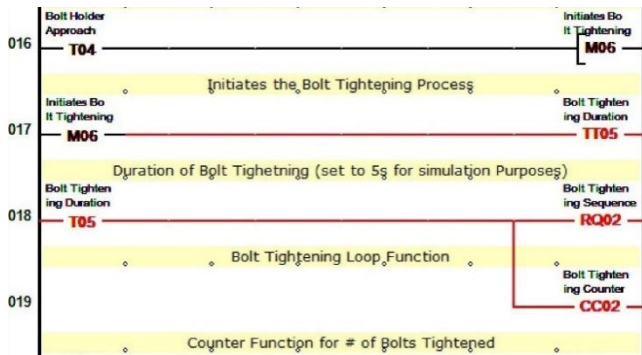 Bolt Holder Initiates Bo
Approach lt Tightening
016 T04 [M06
Initiates the Bolt Tightening Process
Initiates Bo Bolt Tighten
lt Tightening ing Duration
017 M06 TT05
Duration of Bolt Tighetning (set to 5s for simulation Purposes)
Bolt Tighten Bolt Tighten
ing Duration ing Sequence
018 T05 RQ02
Bolt Tightening Loop Function
Bolt Tighten
ing Counter
019 CC02
Counter Function for # of Bolts Tightened